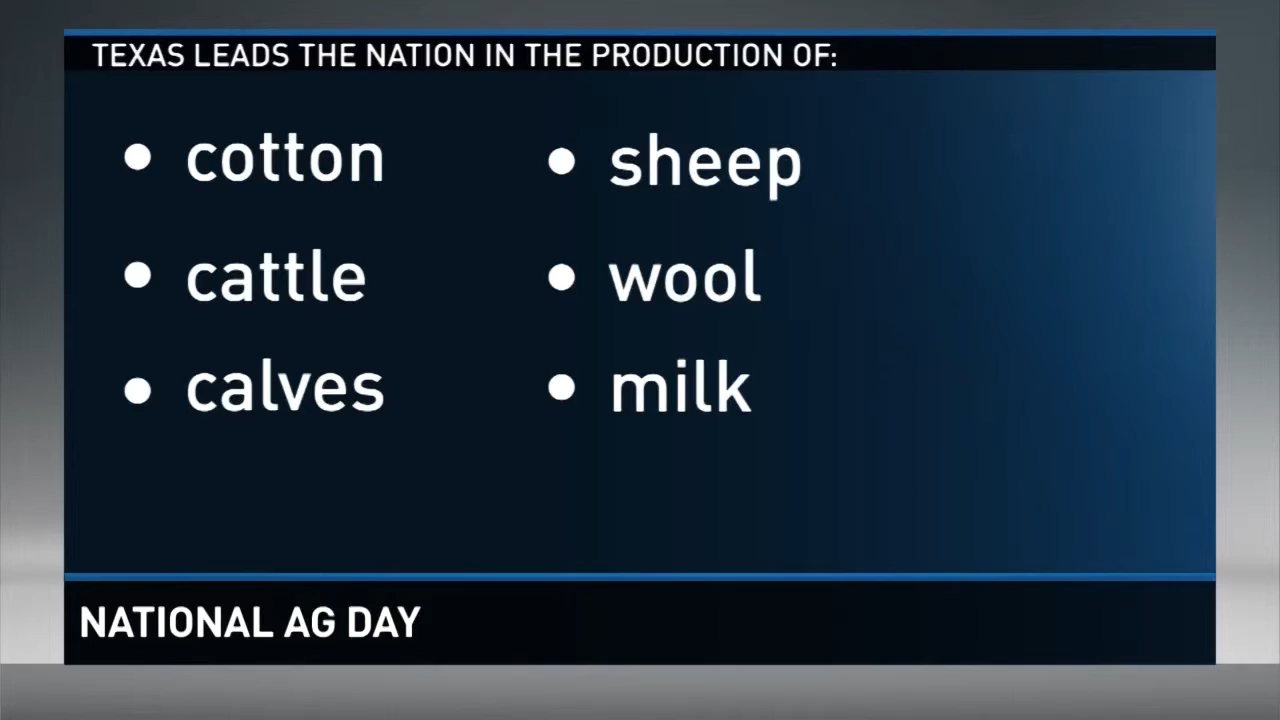 TEXAS LEADS THE NATION IN THE PRODUCTION OF:
• cotton
• cattle
• calves
• sheep
• wool
• milk
NATIONAL AG DAY